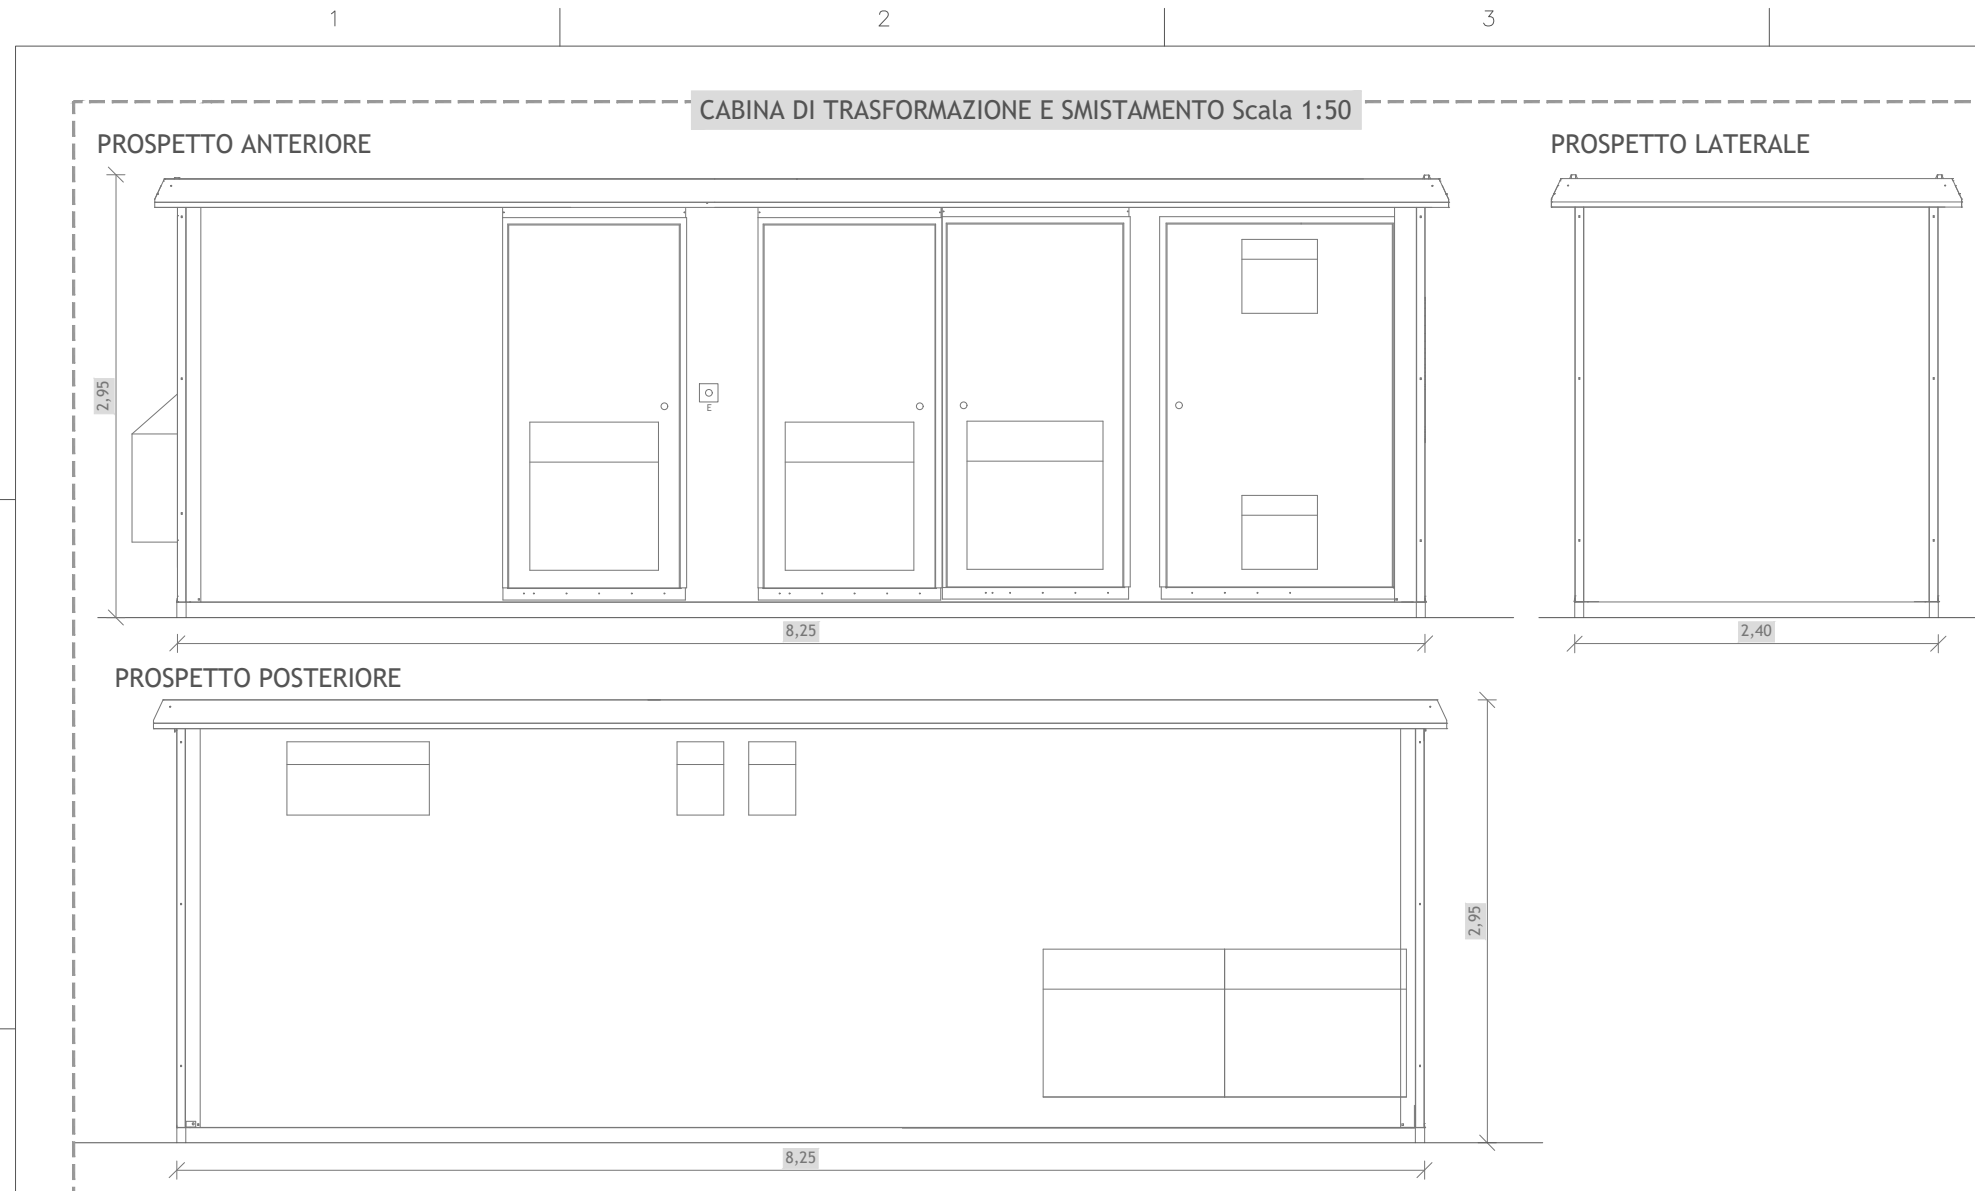 1 2 3
CABINA DI TRASFORMAZIONE E SMISTAMENTO Scala 1:50
PROSPETTO ANTERIORE
PROSPETTO LATERALE
2,95
E
8,25
2,40
PROSPETTO POSTERIORE
2,95
8,25